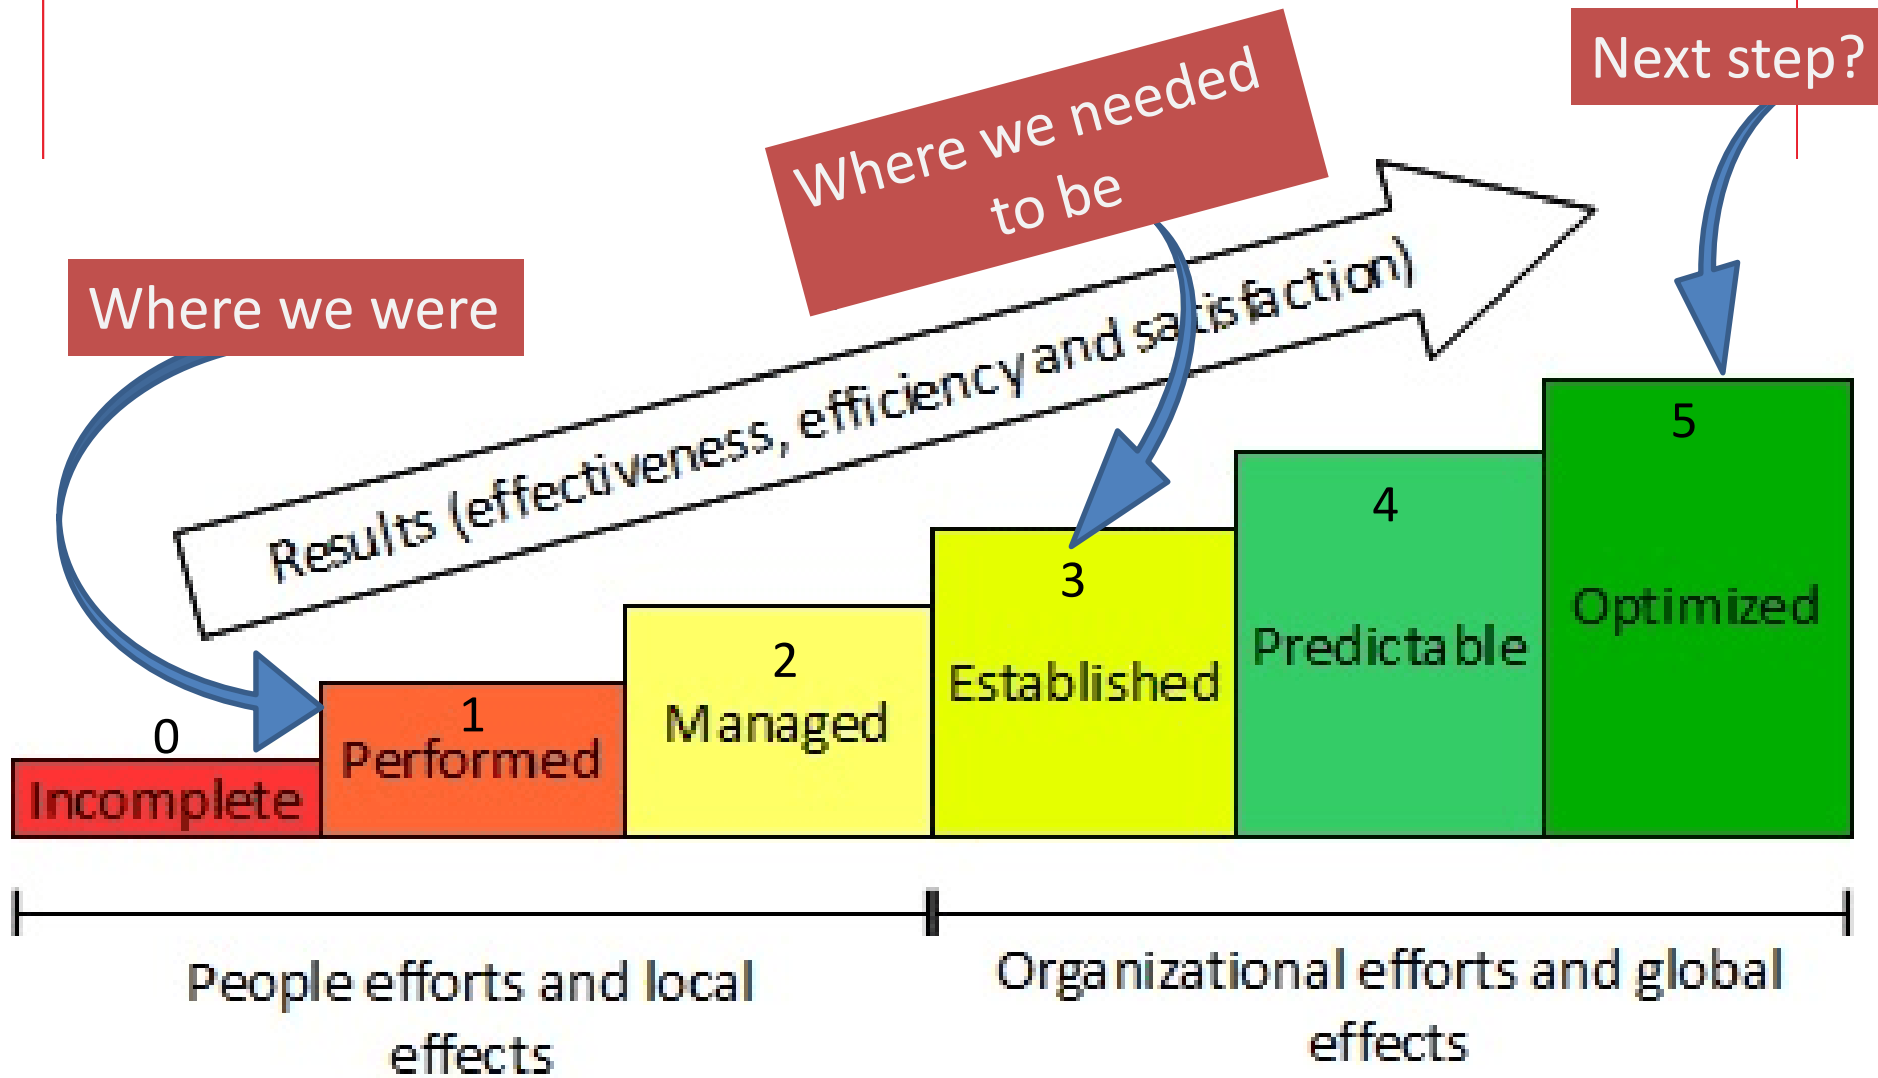 Next step?
Where we needed
to be
Where we were
Results (effectiveness, efficiency and satisfaction)
0
Incomplete
1
Performed
2
Managed
3
Established
4
Predictable
5
Optimized
People efforts and local
effects
Organizational efforts and global
effects